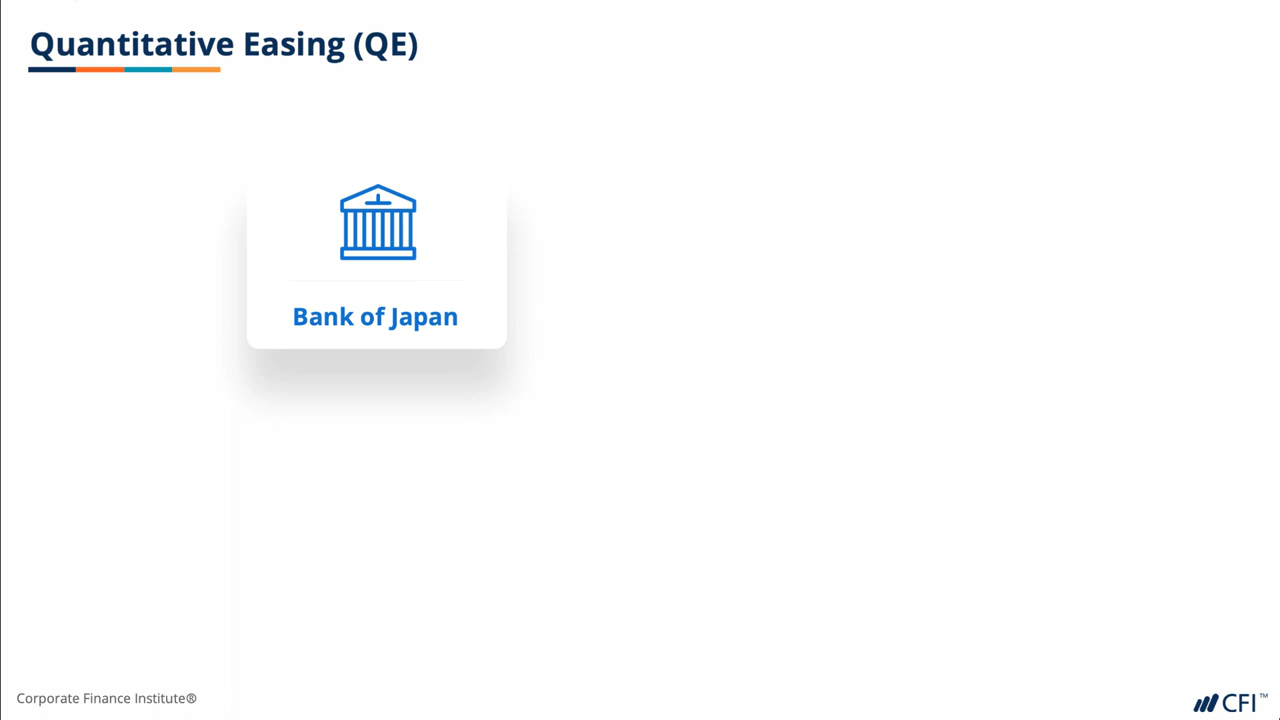 Quantitative Easing (QE)
Bank of Japan
Corporate Finance Institute®
CFI™